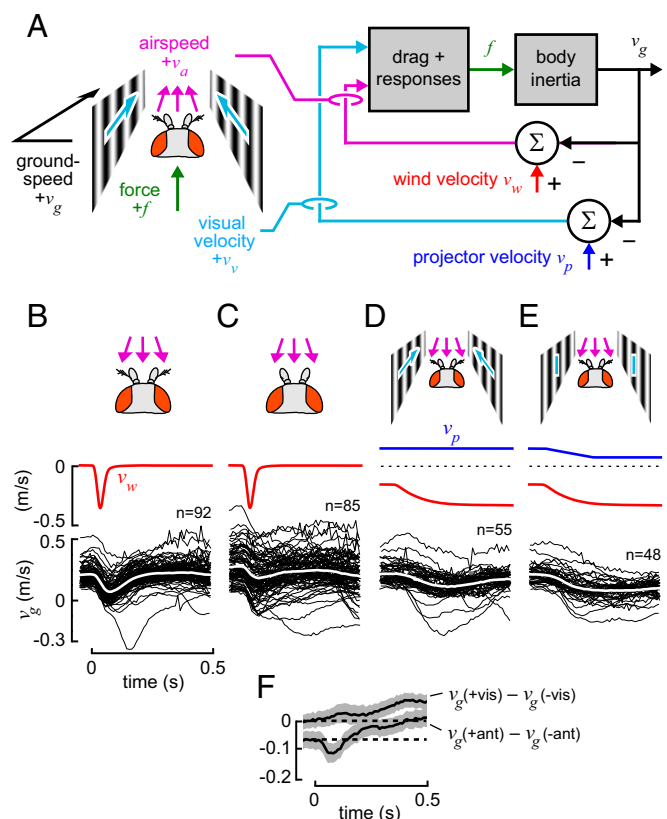 A
airspeed
+v_a
ground-
speed
+v_g
force
+f
visual
velocity
+v_v
drag +
responses
f
body
inertia
v_g
Σ
−
wind velocity v_w
+
Σ
−
projector velocity v_p
+
B
C
D
E
v_p
0
(m/s)
-0.5
v_w
n=92
n=85
n=55
n=48
0.5
v_g (m/s)
0
-0.3
0
0.5
time (s)
F
0
-0.1
-0.2
v_g(+vis) − v_g(-vis)
v_g(+ant) − v_g(-ant)
0
0.5
time (s)